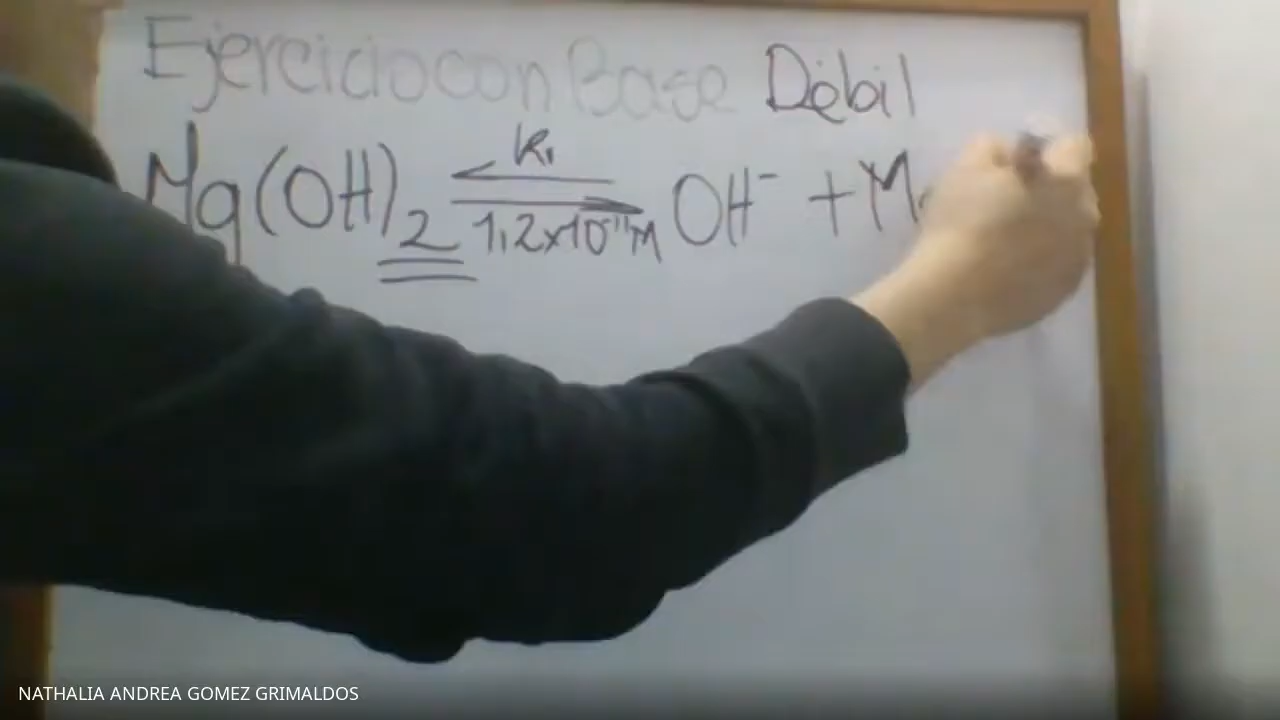 Ejercicio con Base Débil
K₁
Mg(OH)₂ ⇌ OH⁻ + M
1,2x10⁻¹¹M
NATHALIA ANDREA GOMEZ GRIMALDOS